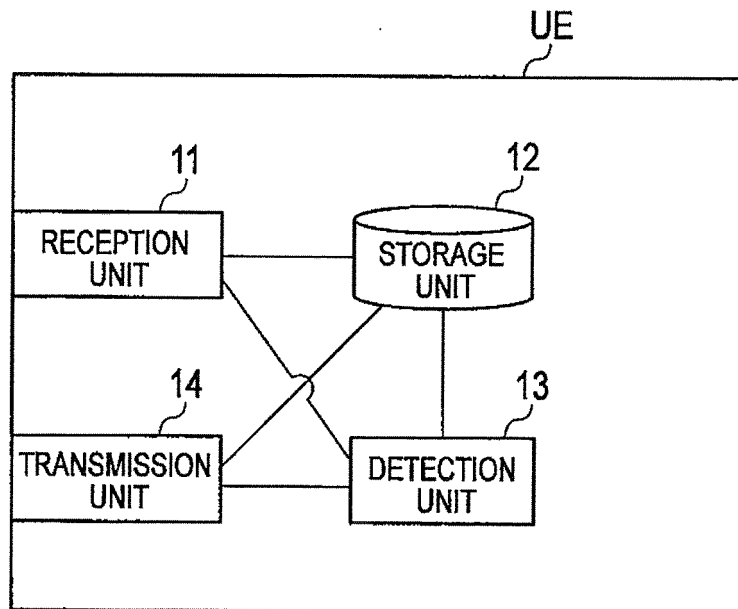 UE
11
RECEPTION
UNIT
12
STORAGE
UNIT
14
TRANSMISSION
UNIT
13
DETECTION
UNIT